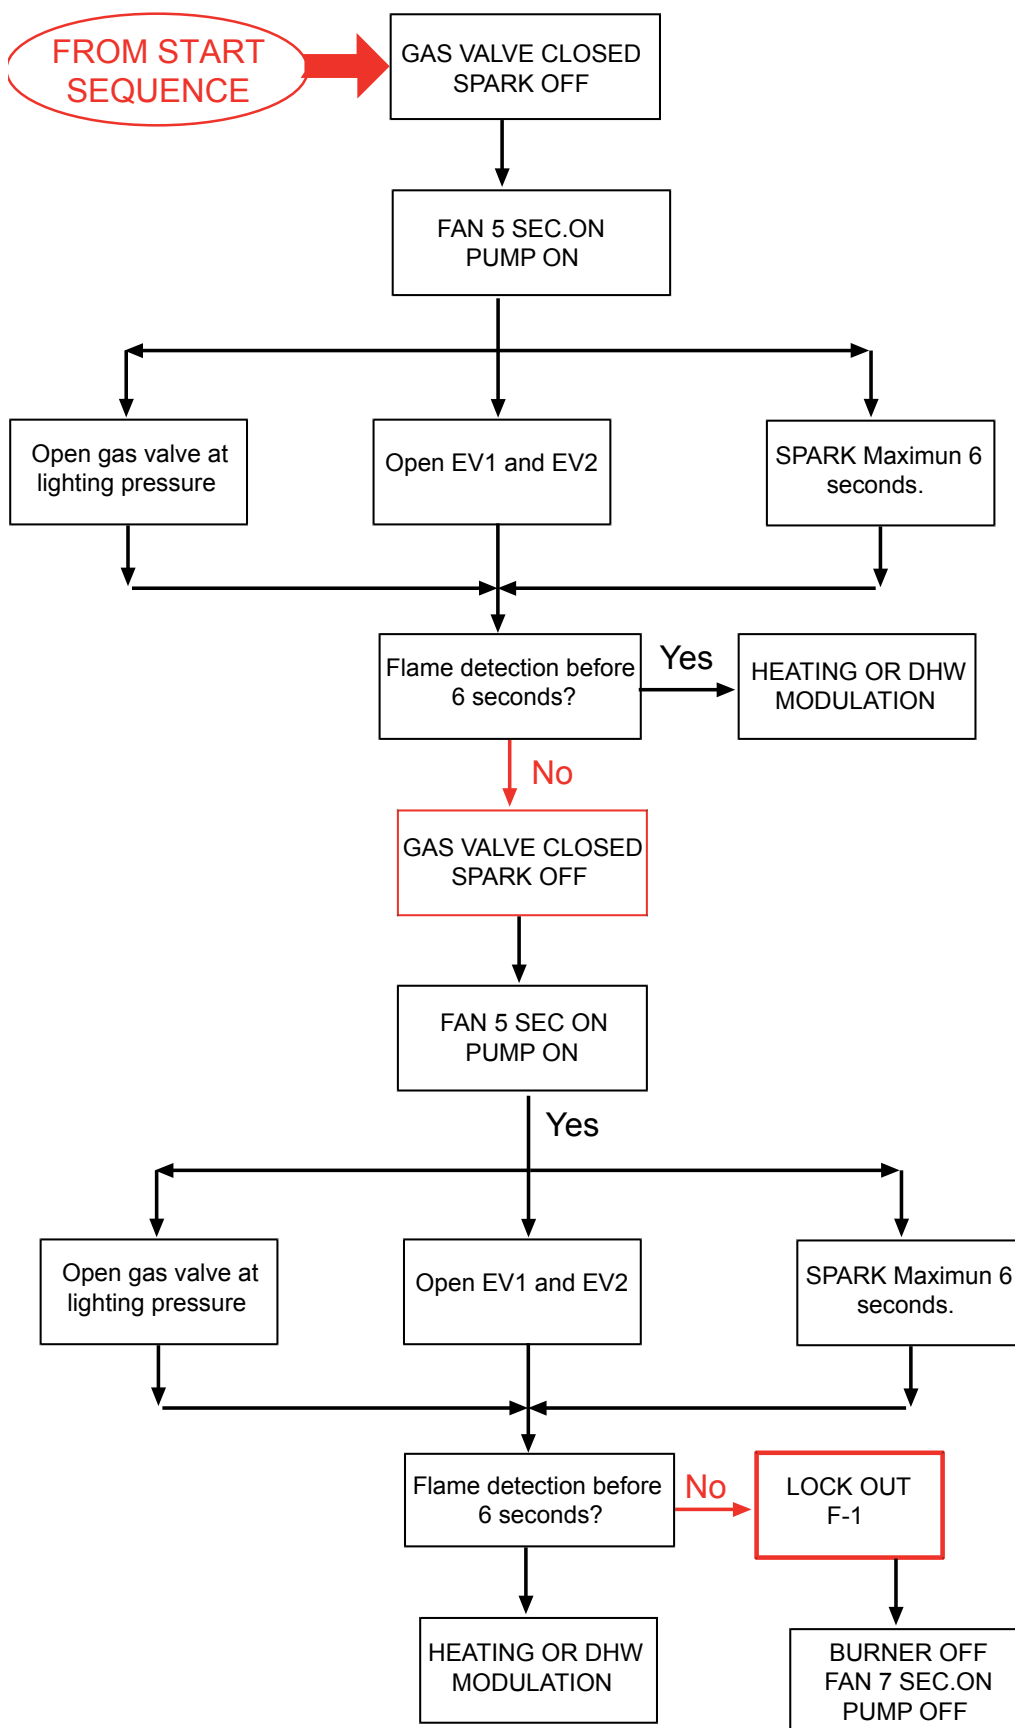 FROM START
SEQUENCE
GAS VALVE CLOSED
SPARK OFF
FAN 5 SEC.ON
PUMP ON
Open gas valve at
lighting pressure
Open EV1 and EV2
SPARK Maximun 6
seconds.
Flame detection before
6 seconds?
Yes
HEATING OR DHW
MODULATION
No
GAS VALVE CLOSED
SPARK OFF
FAN 5 SEC ON
PUMP ON
Yes
Open gas valve at
lighting pressure
Open EV1 and EV2
SPARK Maximun 6
seconds.
Flame detection before
6 seconds?
No
LOCK OUT
F-1
HEATING OR DHW
MODULATION
BURNER OFF
FAN 7 SEC.ON
PUMP OFF